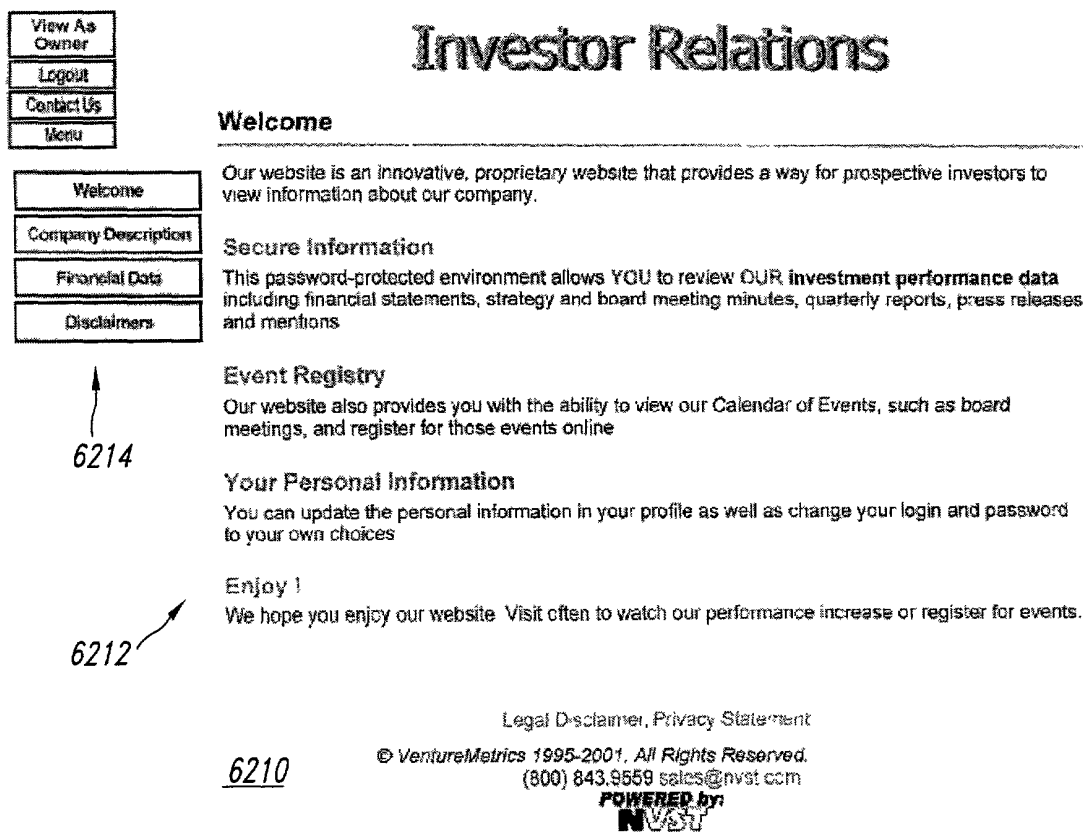 View As
Owner
Logout
Contact Us
Menu
Investor Relations
Welcome
Our website is an innovative, proprietary website that provides a way for prospective investors to
view information about our company.
Welcome
Company Description
Financial Data
Disclaimers
Secure Information
This password-protected environment allows YOU to review OUR investment performance data
including financial statements, strategy and board meeting minutes, quarterly reports, press releases
and mentions
Event Registry
Our website also provides you with the ability to view our Calendar of Events, such as board
meetings, and register for those events online
6214
Your Personal Information
You can update the personal information in your profile as well as change your login and password
to your own choices
Enjoy !
We hope you enjoy our website Visit often to watch our performance increase or register for events.
6212
Legal Disclaimer, Privacy Statement
© VentureMetrics 1995-2001. All Rights Reserved.
6210
(800) 843.9559 sales@nvst com
POWERED by:
NVST